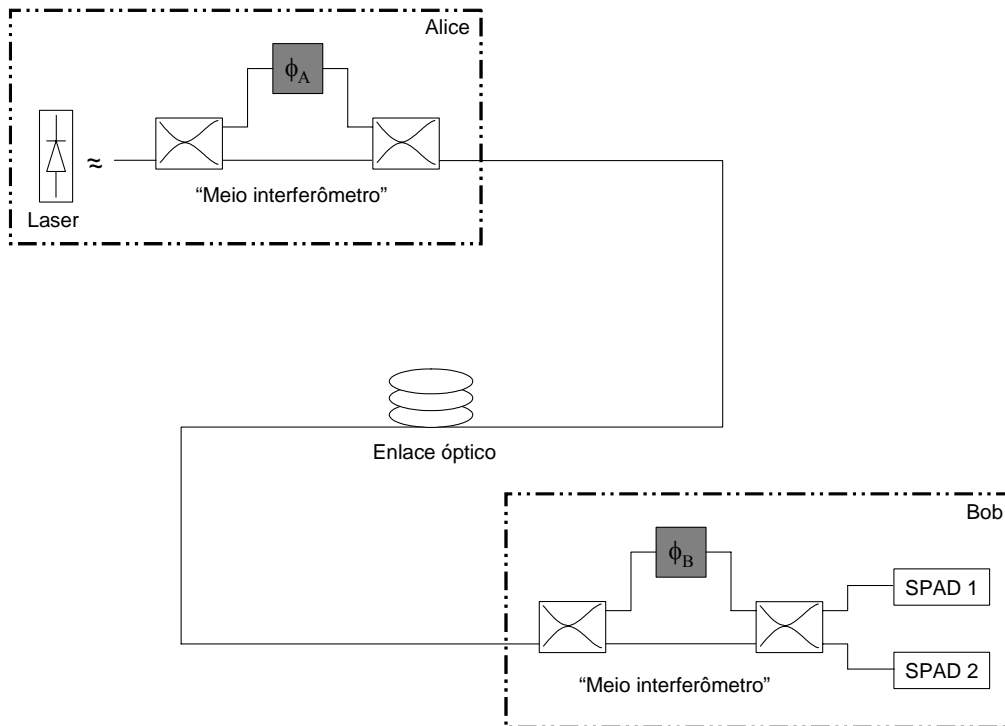 Alice
ϕA
≈
“Meio interferômetro”
Laser
Enlace óptico
Bob
ϕB
SPAD 1
SPAD 2
“Meio interferômetro”